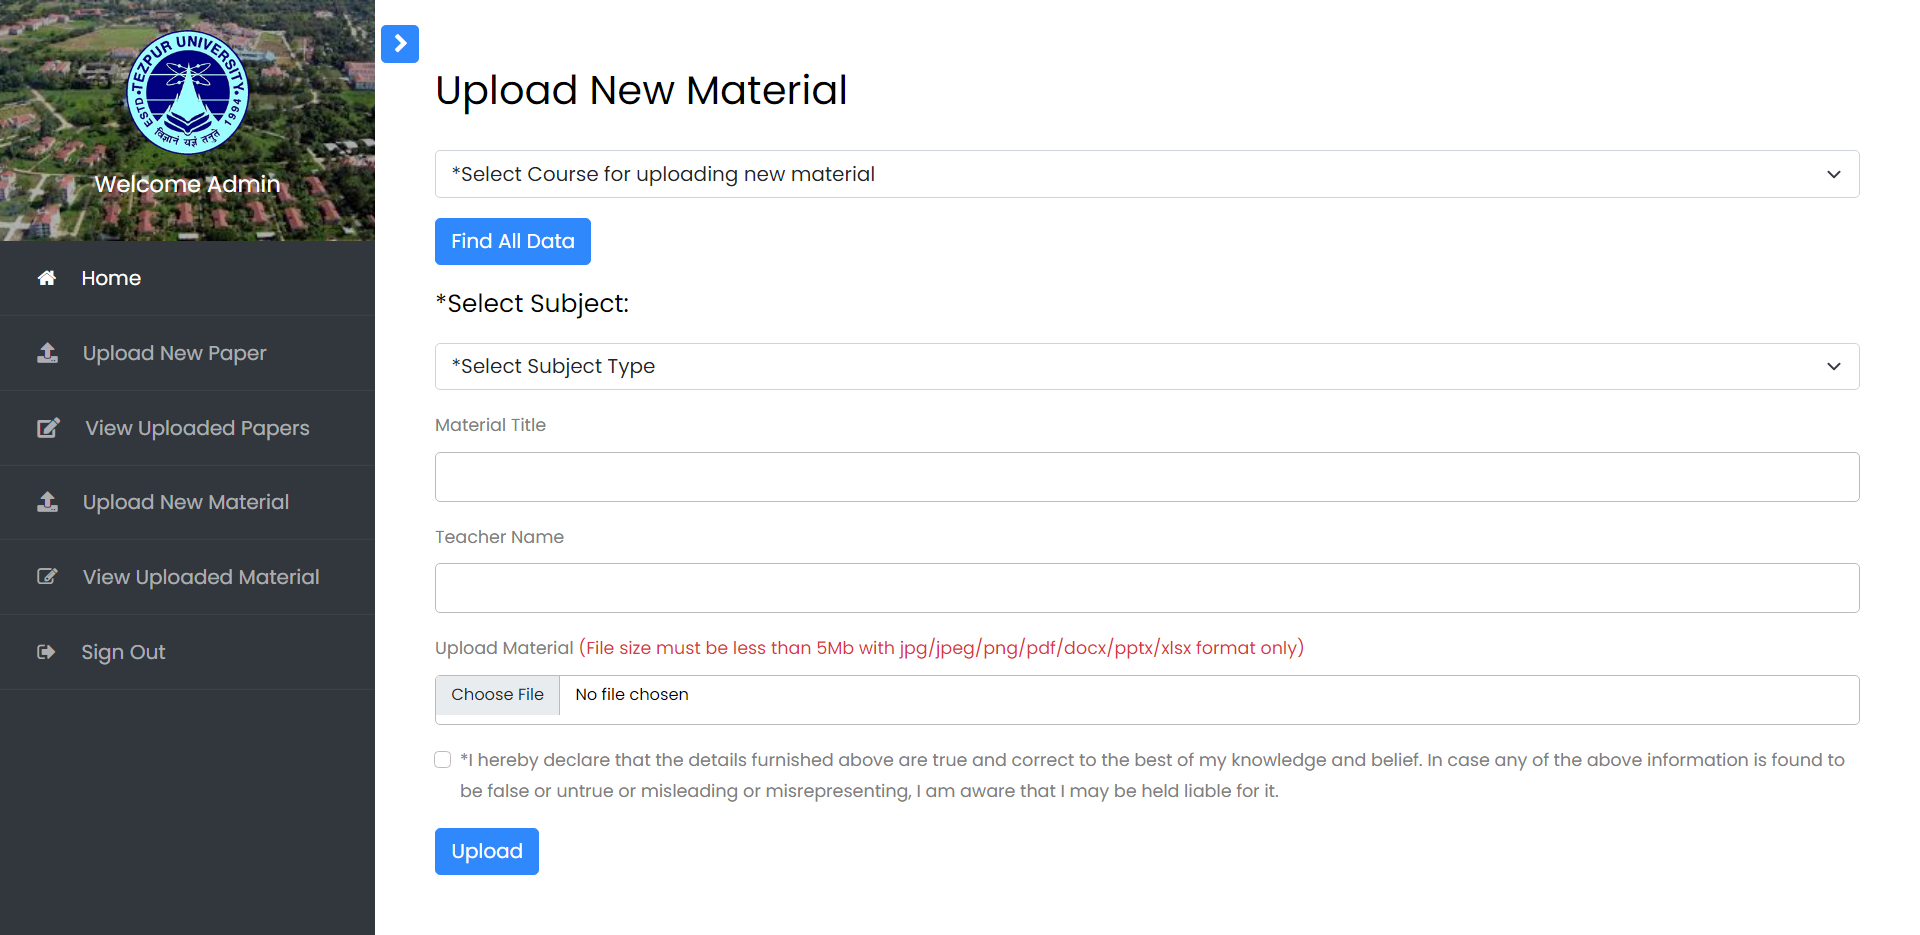 TEZPUR UNIVERSITY
ESTD
1994
विज्ञानं यज्ञं तनुते
Welcome Admin
Home
Upload New Paper
View Uploaded Papers
Upload New Material
View Uploaded Material
Sign Out
Upload New Material
*Select Course for uploading new material
Find All Data
*Select Subject:
*Select Subject Type
Material Title
Teacher Name
Upload Material (File size must be less than 5Mb with jpg/jpeg/png/pdf/docx/pptx/xlsx format only)
Choose File No file chosen
*I hereby declare that the details furnished above are true and correct to the best of my knowledge and belief. In case any of the above information is found to
be false or untrue or misleading or misrepresenting, I am aware that I may be held liable for it.
Upload